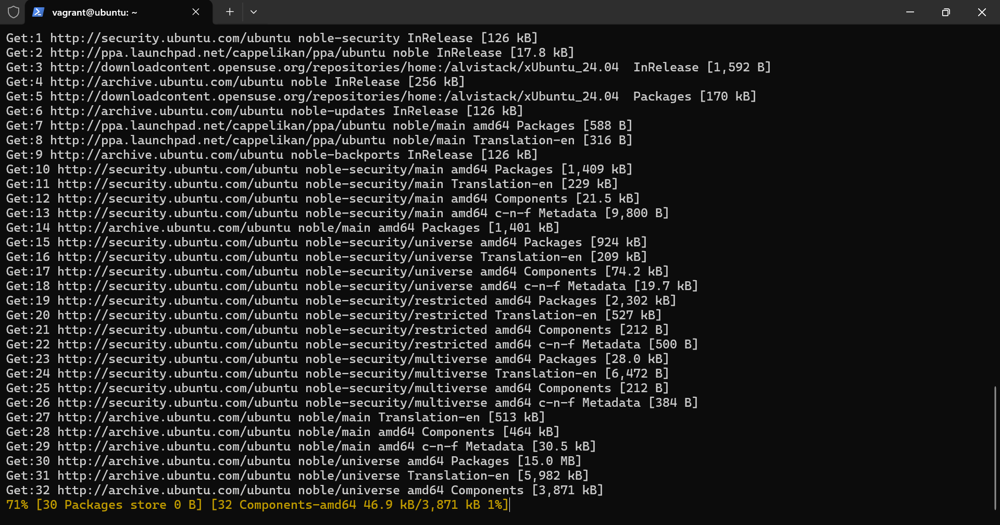 vagrant@ubuntu: ~
Get:1 http://security.ubuntu.com/ubuntu noble-security InRelease [126 kB]
Get:2 http://ppa.launchpad.net/cappelikan/ppa/ubuntu noble InRelease [17.8 kB]
Get:3 http://downloadcontent.opensuse.org/repositories/home:/alvistack/xUbuntu_24.04  InRelease [1,592 B]
Get:4 http://archive.ubuntu.com/ubuntu noble InRelease [256 kB]
Get:5 http://downloadcontent.opensuse.org/repositories/home:/alvistack/xUbuntu_24.04  Packages [170 kB]
Get:6 http://archive.ubuntu.com/ubuntu noble-updates InRelease [126 kB]
Get:7 http://ppa.launchpad.net/cappelikan/ppa/ubuntu noble/main amd64 Packages [588 B]
Get:8 http://ppa.launchpad.net/cappelikan/ppa/ubuntu noble/main Translation-en [316 B]
Get:9 http://archive.ubuntu.com/ubuntu noble-backports InRelease [126 kB]
Get:10 http://security.ubuntu.com/ubuntu noble-security/main amd64 Packages [1,409 kB]
Get:11 http://security.ubuntu.com/ubuntu noble-security/main Translation-en [229 kB]
Get:12 http://security.ubuntu.com/ubuntu noble-security/main amd64 Components [21.5 kB]
Get:13 http://security.ubuntu.com/ubuntu noble-security/main amd64 c-n-f Metadata [9,800 B]
Get:14 http://archive.ubuntu.com/ubuntu noble/main amd64 Packages [1,401 kB]
Get:15 http://security.ubuntu.com/ubuntu noble-security/universe amd64 Packages [924 kB]
Get:16 http://security.ubuntu.com/ubuntu noble-security/universe Translation-en [209 kB]
Get:17 http://security.ubuntu.com/ubuntu noble-security/universe amd64 Components [74.2 kB]
Get:18 http://security.ubuntu.com/ubuntu noble-security/universe amd64 c-n-f Metadata [19.7 kB]
Get:19 http://security.ubuntu.com/ubuntu noble-security/restricted amd64 Packages [2,302 kB]
Get:20 http://security.ubuntu.com/ubuntu noble-security/restricted Translation-en [527 kB]
Get:21 http://security.ubuntu.com/ubuntu noble-security/restricted amd64 Components [212 B]
Get:22 http://security.ubuntu.com/ubuntu noble-security/restricted amd64 c-n-f Metadata [500 B]
Get:23 http://security.ubuntu.com/ubuntu noble-security/multiverse amd64 Packages [28.0 kB]
Get:24 http://security.ubuntu.com/ubuntu noble-security/multiverse Translation-en [6,472 B]
Get:25 http://security.ubuntu.com/ubuntu noble-security/multiverse amd64 Components [212 B]
Get:26 http://security.ubuntu.com/ubuntu noble-security/multiverse amd64 c-n-f Metadata [384 B]
Get:27 http://archive.ubuntu.com/ubuntu noble/main Translation-en [513 kB]
Get:28 http://archive.ubuntu.com/ubuntu noble/main amd64 Components [464 kB]
Get:29 http://archive.ubuntu.com/ubuntu noble/main amd64 c-n-f Metadata [30.5 kB]
Get:30 http://archive.ubuntu.com/ubuntu noble/universe amd64 Packages [15.0 MB]
Get:31 http://archive.ubuntu.com/ubuntu noble/universe Translation-en [5,982 kB]
Get:32 http://archive.ubuntu.com/ubuntu noble/universe amd64 Components [3,871 kB]
71% [30 Packages store 0 B] [32 Components-amd64 46.9 kB/3,871 kB 1%]